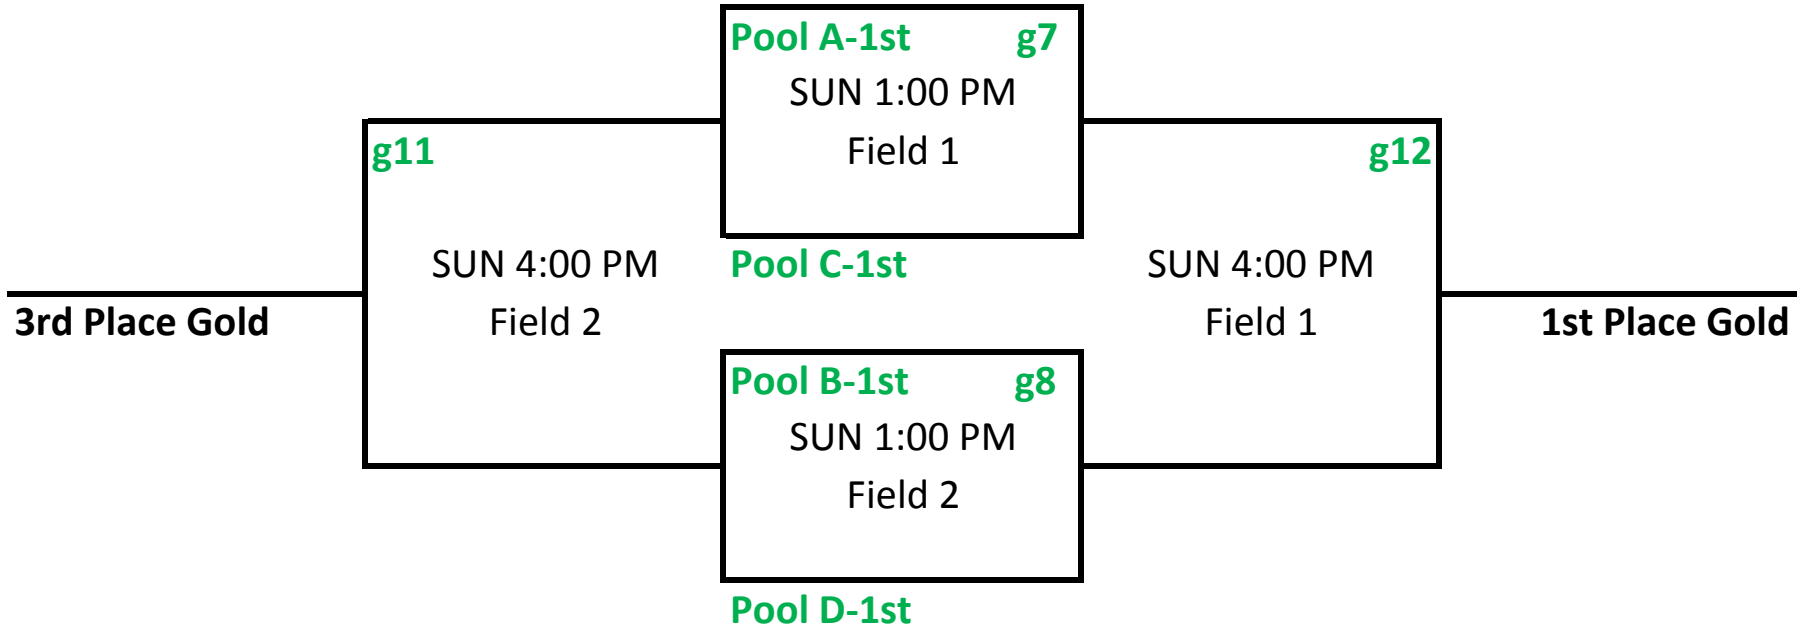 Pool A-1st g7
SUN 1:00 PM
Field 1
g11
g12
SUN 4:00 PM
Field 2
Pool C-1st
SUN 4:00 PM
Field 1
3rd Place Gold
1st Place Gold
Pool B-1st g8
SUN 1:00 PM
Field 2
Pool D-1st